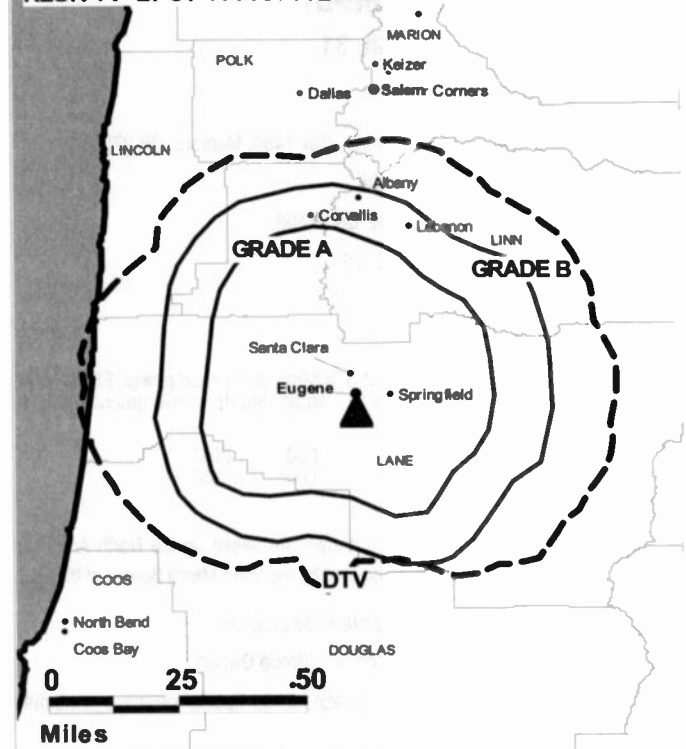 MARION
POLK
Keizer
Dallas
Salem
Corners
LINCOLN
Albany
Corvallis
Lebanon
LINN
GRADE A
GRADE B
Santa Clara
Eugene
Springfield
LANE
DTV
COOS
North Bend
Coos Bay
DOUGLAS
0 25 50
Miles